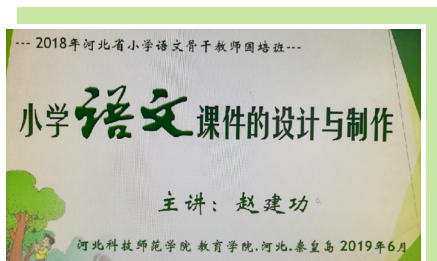 --- 2018年河北省小学语文骨干教师国培班---
小学语文课件的设计与制作
主讲：赵建功
河北科技师范学院 教育学院.河北.秦皇岛 2019年6月